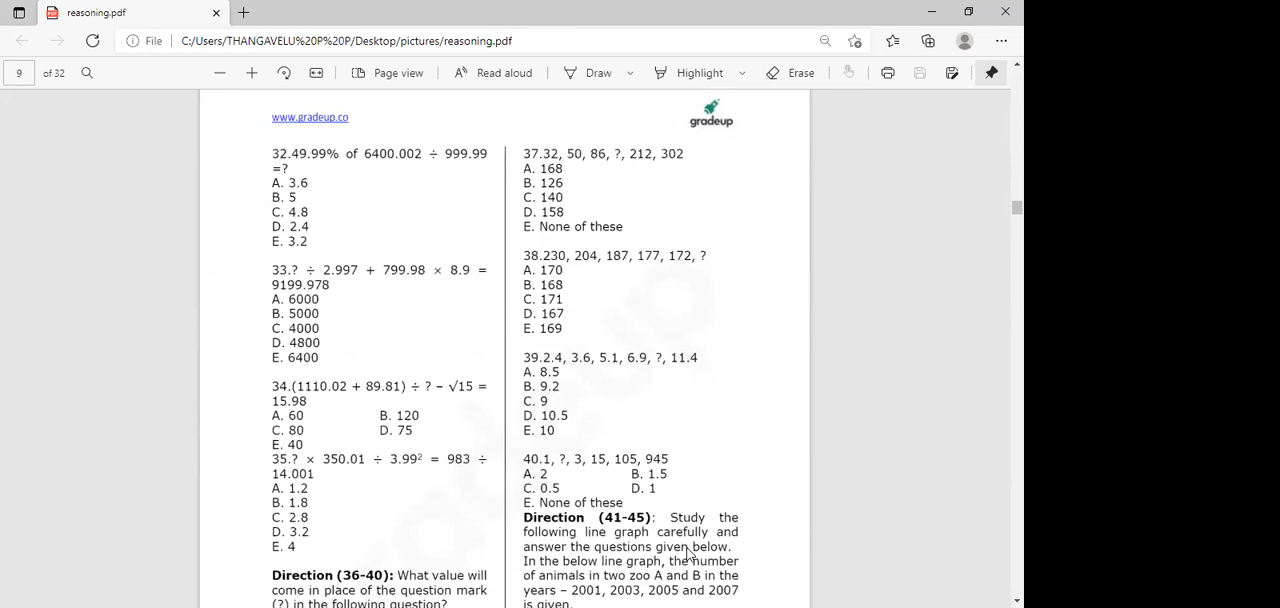 reasoning.pdf
File
C:/Users/THANGAVELU%20P%20P/Desktop/pictures/reasoning.pdf
9
of 32
Page view
Read aloud
Draw
Highlight
Erase
www.gradeup.co
gradeup
32.49.99% of 6400.002 ÷ 999.99
=?
A. 3.6
B. 5
C. 4.8
D. 2.4
E. 3.2
33.? ÷ 2.997 + 799.98 × 8.9 =
9199.978
A. 6000
B. 5000
C. 4000
D. 4800
E. 6400
34.(1110.02 + 89.81) ÷ ? – √15 =
15.98
A. 60 B. 120
C. 80 D. 75
E. 40
35.? × 350.01 ÷ 3.99² = 983 ÷
14.001
A. 1.2
B. 1.8
C. 2.8
D. 3.2
E. 4
Direction (36-40): What value will
come in place of the question mark
(?) in the following question?
37.32, 50, 86, ?, 212, 302
A. 168
B. 126
C. 140
D. 158
E. None of these
38.230, 204, 187, 177, 172, ?
A. 170
B. 168
C. 171
D. 167
E. 169
39.2.4, 3.6, 5.1, 6.9, ?, 11.4
A. 8.5
B. 9.2
C. 9
D. 10.5
E. 10
40.1, ?, 3, 15, 105, 945
A. 2 B. 1.5
C. 0.5 D. 1
E. None of these
Direction (41-45): Study the
following line graph carefully and
answer the questions given below.
In the below line graph, the number
of animals in two zoo A and B in the
years – 2001, 2003, 2005 and 2007
is given.